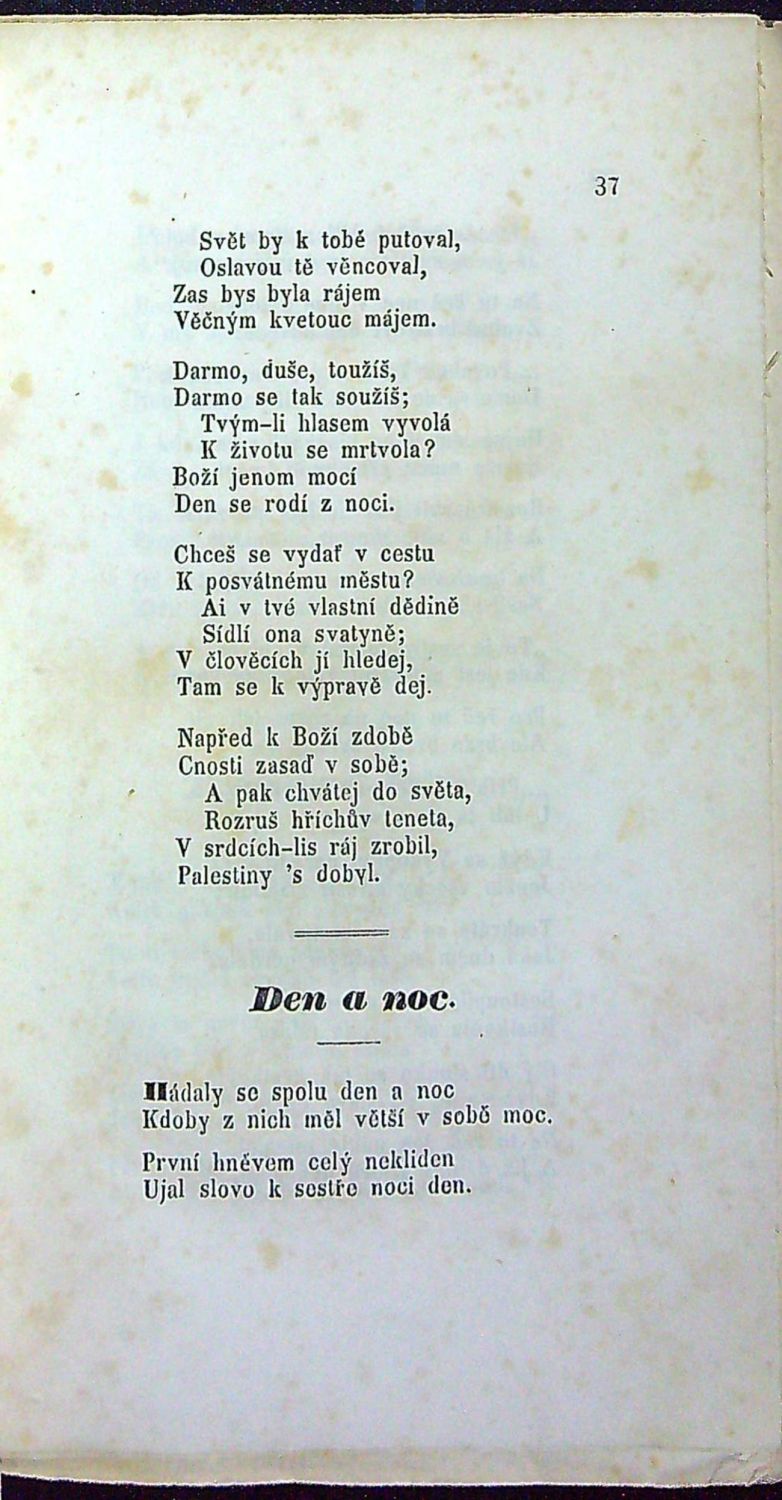 37
Svět by k tobě putoval,
Oslavou tě věncoval,
Zas bys byla rájem
Věčným kvetouc májem.
Darmo, duše, toužíš,
Darmo se tak soužíš;
Tvým-li hlasem vyvolá
K životu se mrtvola?
Boží jenom mocí
Den se rodí z noci.
Chceš se vydať v cestu
K posvátnému městu?
Ai v tvé vlastní dědině
Sídlí ona svatyně;
V člověcích jí hledej,
Tam se k výpravě dej.
Napřed k Boží zdobě
Cnosti zasaď v sobě;
A pak chvátej do světa,
Rozruš hříchův teneta,
V srdcích-lis ráj zrobil,
Palestiny 's dobyl.
Den a noc.
Hádaly se spolu den a noc
Kdoby z nich měl větší v sobě moc.
První hněvem celý nekliden
Ujal slovo k sestře noci den.